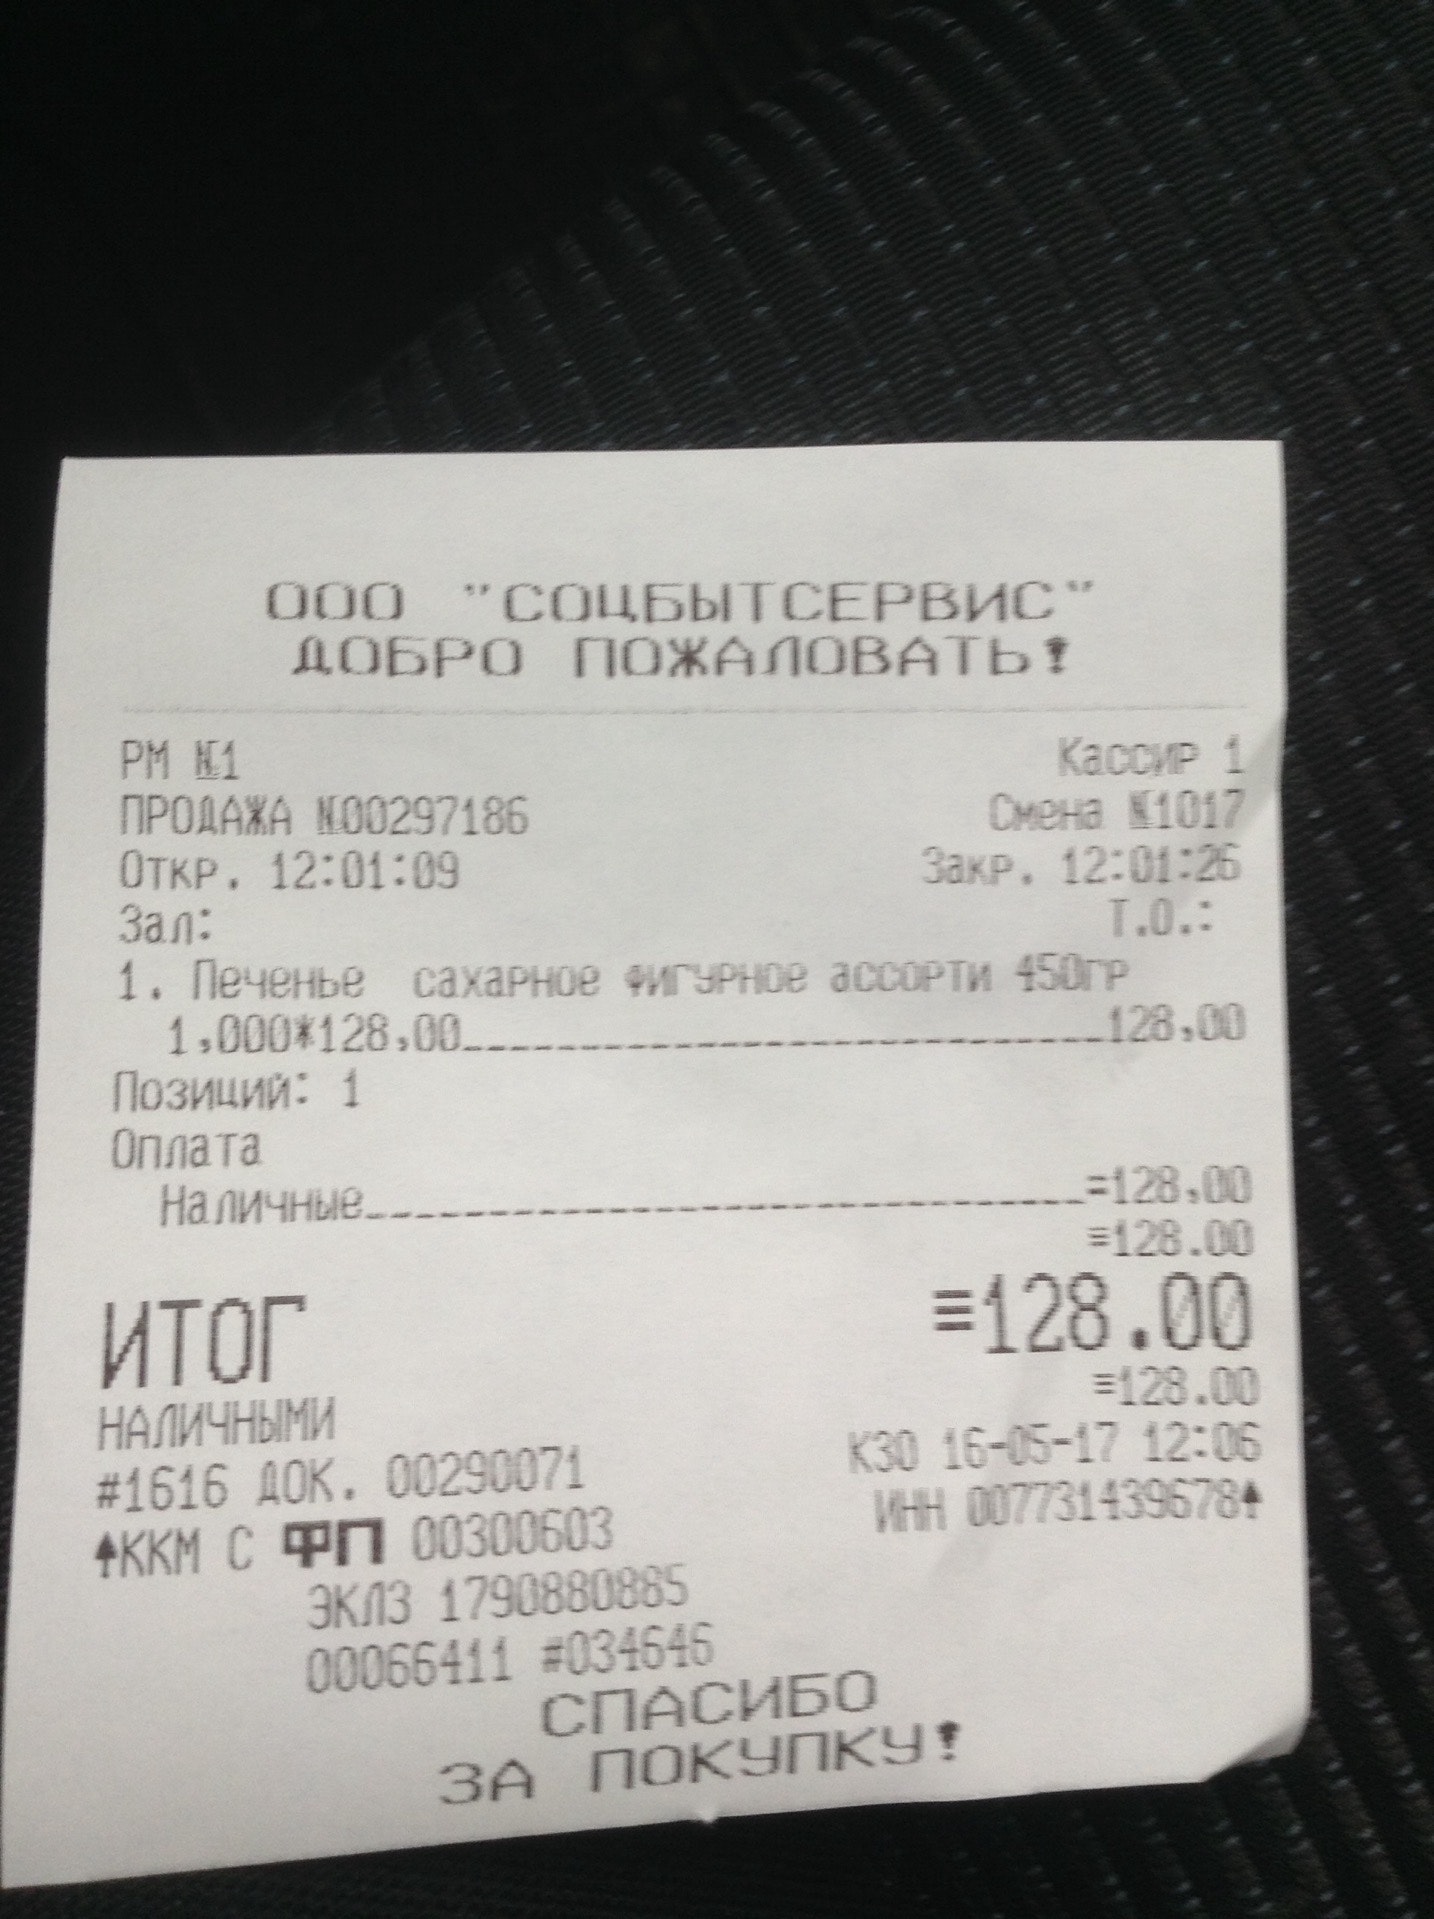 ООО "СОЦБЫТСЕРВИС"
ДОБРО ПОЖАЛОВАТЬ!
РМ №1 Кассир 1
ПРОДАЖА №00297186 Смена №1017
Откр. 12:01:09 Закр. 12:01:26
Зал: Т.О.:
1. Печенье сахарное фигурное ассорти 450гр
1,000*128,00 128,00
Позиций: 1
Оплата
Наличные =128,00
≡128.00
ИТОГ ≡128.00
НАЛИЧНЫМИ ≡128.00
#1616 ДОК. 00290071 К30 16-05-17 12:06
ККМ С ФП 00300603 ИНН 007731439678
ЭКЛЗ 1790880885
00066411 #034646
СПАСИБО
ЗА ПОКУПКУ!